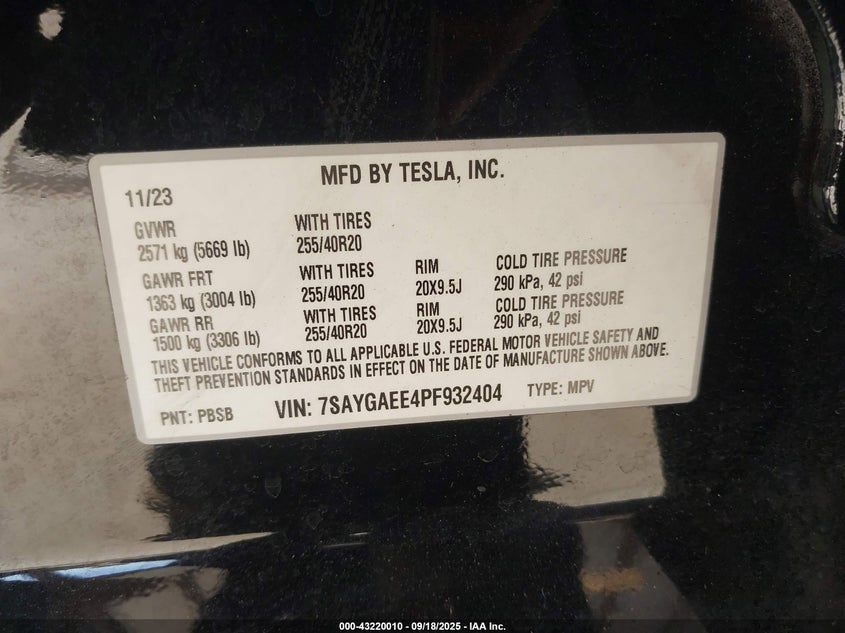 MFD BY TESLA, INC.
11/23
GVWR WITH TIRES
2571 kg (5669 lb) 255/40R20
GAWR FRT WITH TIRES RIM COLD TIRE PRESSURE
1363 kg (3004 lb) 255/40R20 20X9.5J 290 kPa, 42 psi
GAWR RR WITH TIRES RIM COLD TIRE PRESSURE
1500 kg (3306 lb) 255/40R20 20X9.5J 290 kPa, 42 psi
THIS VEHICLE CONFORMS TO ALL APPLICABLE U.S. FEDERAL MOTOR VEHICLE SAFETY AND
THEFT PREVENTION STANDARDS IN EFFECT ON THE DATE OF MANUFACTURE SHOWN ABOVE.
PNT: PBSB VIN: 7SAYGAEE4PF932404 TYPE: MPV
000-43220010 - 09/18/2025 - IAA Inc.